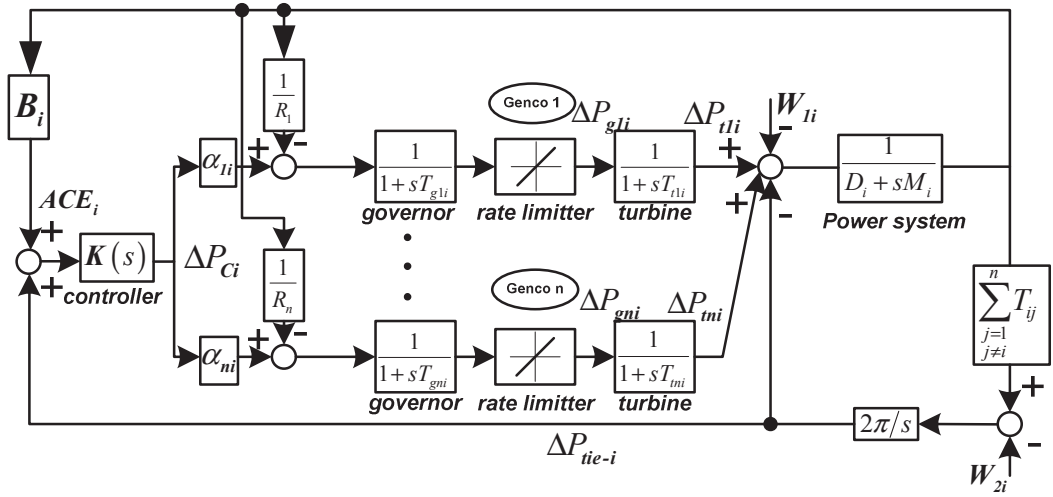 B_i
1
R_1
Genco 1
ΔP_g1i
ΔP_t1i
W_1i
-
α_1i
+
-
1
1 + sT_g1i
governor
rate limitter
1
1 + sT_t1i
turbine
+
+
-
1
D_i + sM_i
Power system
ACE_i
+
+
K(s)
controller
ΔP_Ci
1
R_n
Genco n
ΔP_gni
ΔP_tni
n
∑ T_ij
j=1
j≠i
α_ni
+
-
1
1 + sT_gni
governor
rate limitter
1
1 + sT_tni
turbine
+
2π/s
-
ΔP_tie-i
W_2i